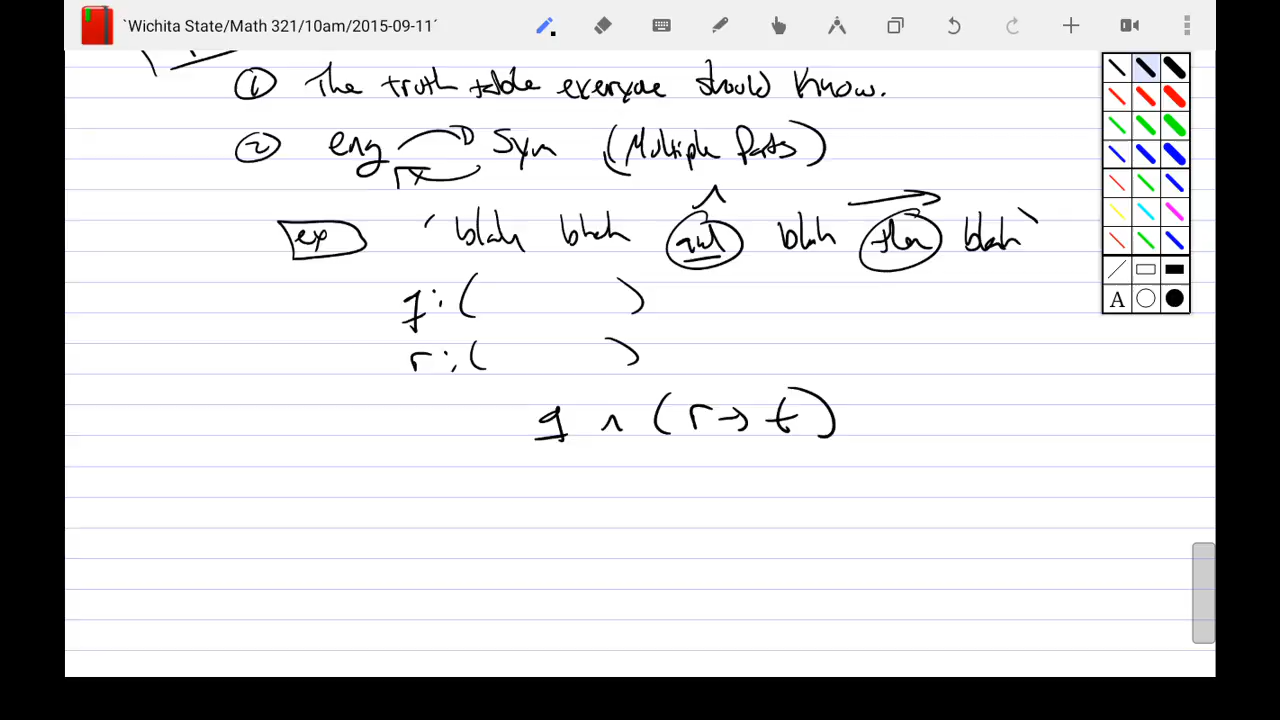 `Wichita State/Math 321/10am/2015-09-11´
① The truth table everyone should know.
② eng Sym (Multiple Parts)
∧ →
ex " blah blah and blah then blah "
q : ( )
r : ( )
q ∧ (r → t)
A